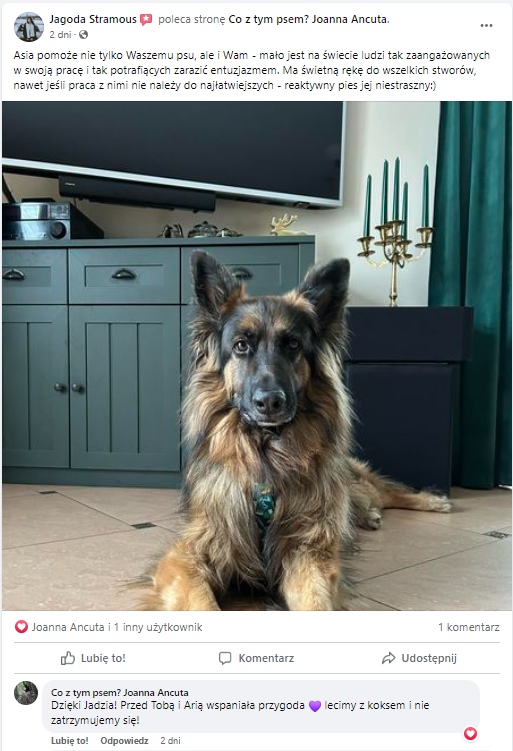 Jagoda Stramous poleca stronę Co z tym psem? Joanna Ancuta.
2 dni ·
Asia pomoże nie tylko Waszemu psu, ale i Wam - mało jest na świecie ludzi tak zaangażowanych
w swoją pracę i tak potrafiących zarazić entuzjazmem. Ma świetną rękę do wszelkich stworów,
nawet jeśli praca z nimi nie należy do najłatwiejszych - reaktywny pies jej niestraszny:)
Joanna Ancuta i 1 inny użytkownik 1 komentarz
Lubię to! Komentarz Udostępnij
Co z tym psem? Joanna Ancuta
Dzięki Jadzia! Przed Tobą i Arią wspaniała przygoda 💜 lecimy z koksem i nie
zatrzymujemy się!
Lubię to! Odpowiedz 2 dni